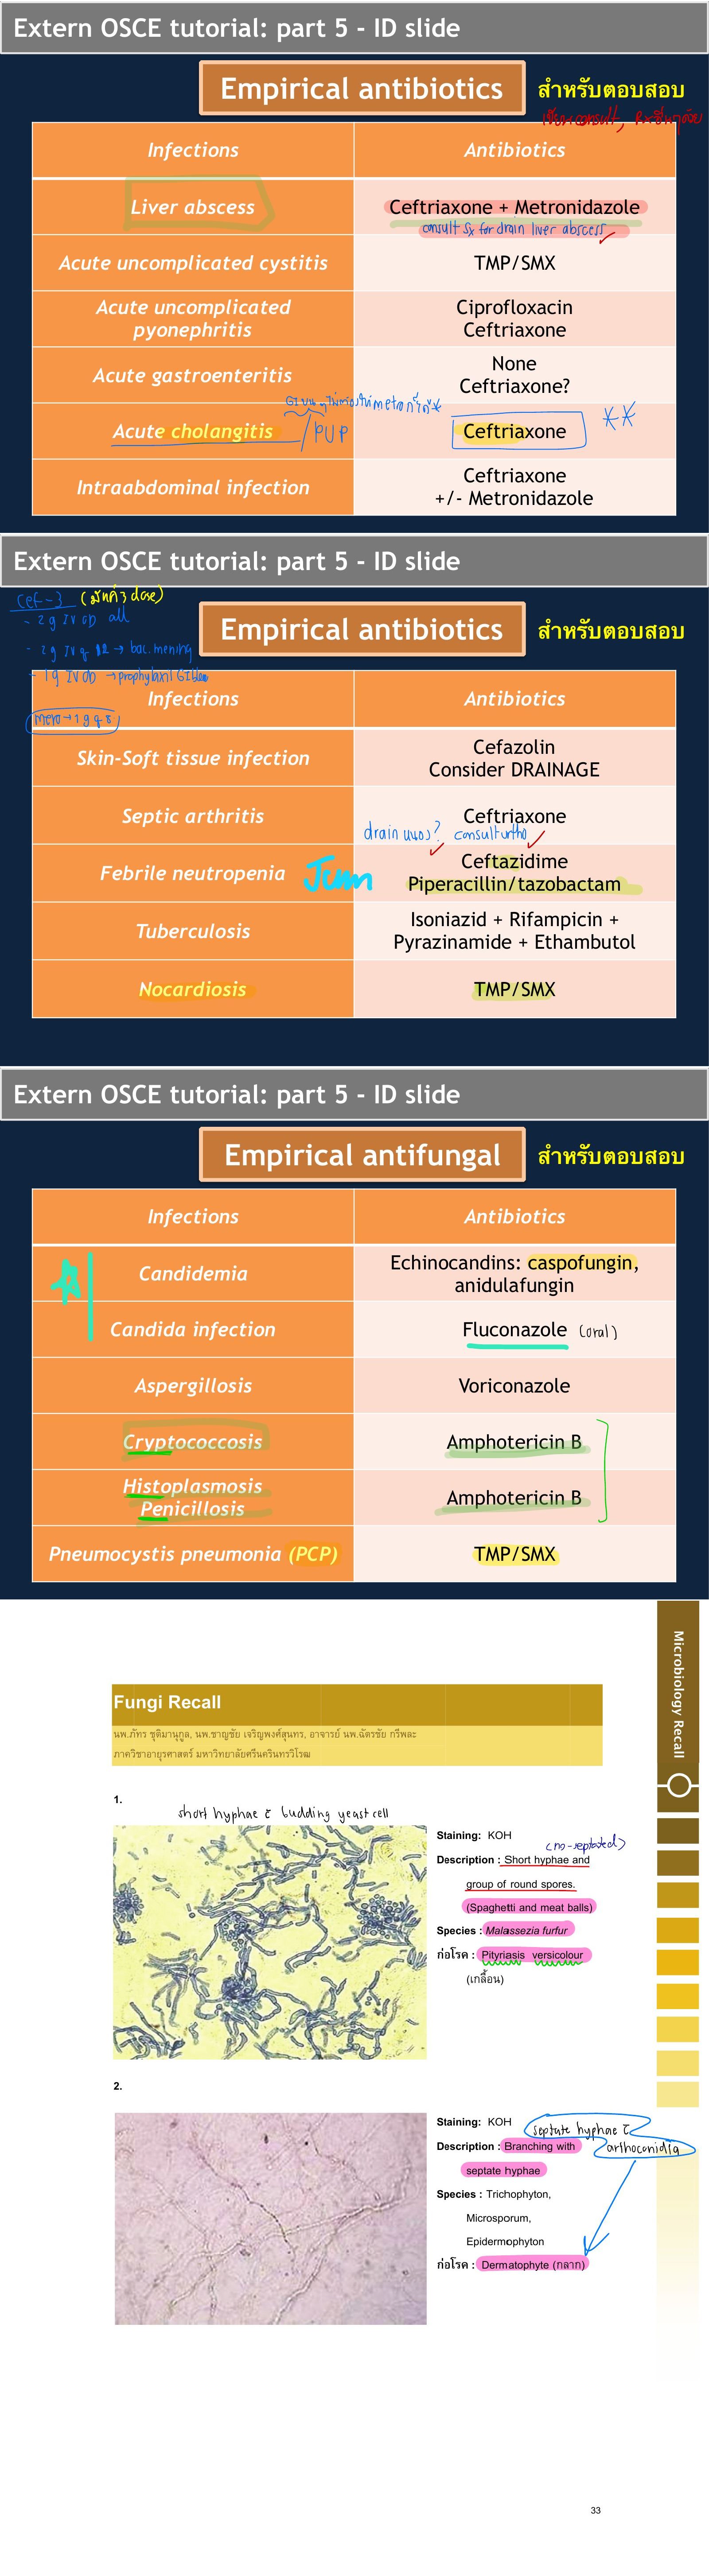 Extern OSCE tutorial: part 5 - ID slide
Empirical antibiotics
สำหรับตอบสอบ
Infections
Antibiotics
Liver abscess
Ceftriaxone + Metronidazole
consult Sx for drain liver abscess
Acute uncomplicated cystitis
TMP/SMX
Acute uncomplicated
pyonephritis
Ciprofloxacin
Ceftriaxone
Acute gastroenteritis
None
Ceftriaxone?
Acute cholangitis
/ PUP
Ceftriaxone
Intraabdominal infection
Ceftriaxone
+/- Metronidazole
Extern OSCE tutorial: part 5 - ID slide
cef-3 (มีแค่ 3 dose)
- 2 g IV OD all
- 2 g IV q 12 → bac. mening
- 1 g IV OD → prophylaxis GI
mero → 1 g q 8
Empirical antibiotics
สำหรับตอบสอบ
Infections
Antibiotics
Skin-Soft tissue infection
Cefazolin
Consider DRAINAGE
Septic arthritis
Ceftriaxone
drain หนอง? consult ortho
Febrile neutropenia
Ceftazidime
Piperacillin/tazobactam
Tuberculosis
Isoniazid + Rifampicin +
Pyrazinamide + Ethambutol
Nocardiosis
TMP/SMX
Extern OSCE tutorial: part 5 - ID slide
Empirical antifungal
สำหรับตอบสอบ
Infections
Antibiotics
Candidemia
Echinocandins: caspofungin,
anidulafungin
Candida infection
Fluconazole (oral)
Aspergillosis
Voriconazole
Cryptococcosis
Amphotericin B
Histoplasmosis
Penicillosis
Amphotericin B
Pneumocystis pneumonia (PCP)
TMP/SMX
Microbiology Recall
Fungi Recall
นพ.ภัทร ชุติมานุกูล, นพ.ชาญชัย เจริญพงศ์สุนทร, อาจารย์ นพ.ฉัตรชัย กรีพละ
ภาควิชาอายุรศาสตร์ มหาวิทยาลัยศรีนครินทรวิโรฒ
1.
short hyphae c̄ budding yeast cell
Staining: KOH
(no-septated)
Description : Short hyphae and
group of round spores.
(Spaghetti and meat balls)
Species : Malassezia furfur
ก่อโรค : Pityriasis versicolour
(เกลื้อน)
2.
Staining: KOH
septate hyphae c̄
arthoconidia
Description : Branching with
septate hyphae
Species : Trichophyton,
Microsporum,
Epidermophyton
ก่อโรค : Dermatophyte (กลาก)
33